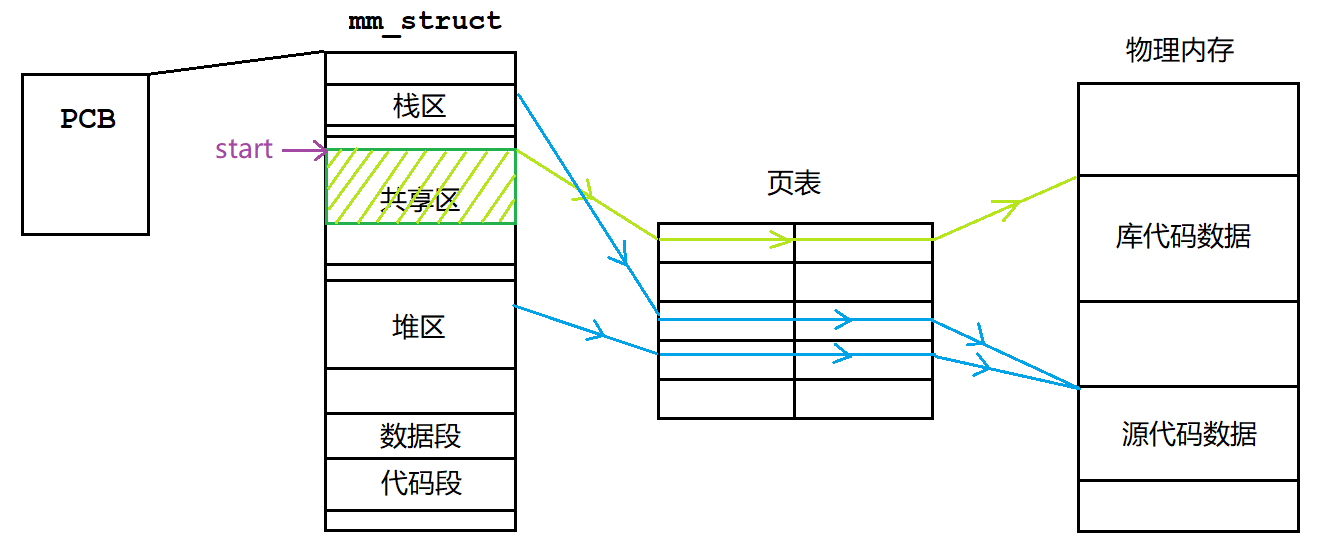 mm_struct
物理内存
PCB
栈区
start
共享区
页表
库代码数据
堆区
源代码数据
数据段
代码段